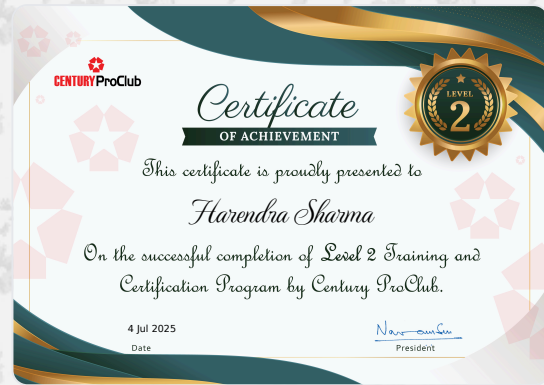 CENTURY ProClub
LEVEL
2
Certificate
OF ACHIEVEMENT
This certificate is proudly presented to
Harendra Sharma
On the successful completion of Level 2 Training and
Certification Program by Century ProClub.
4 Jul 2025
Date
President